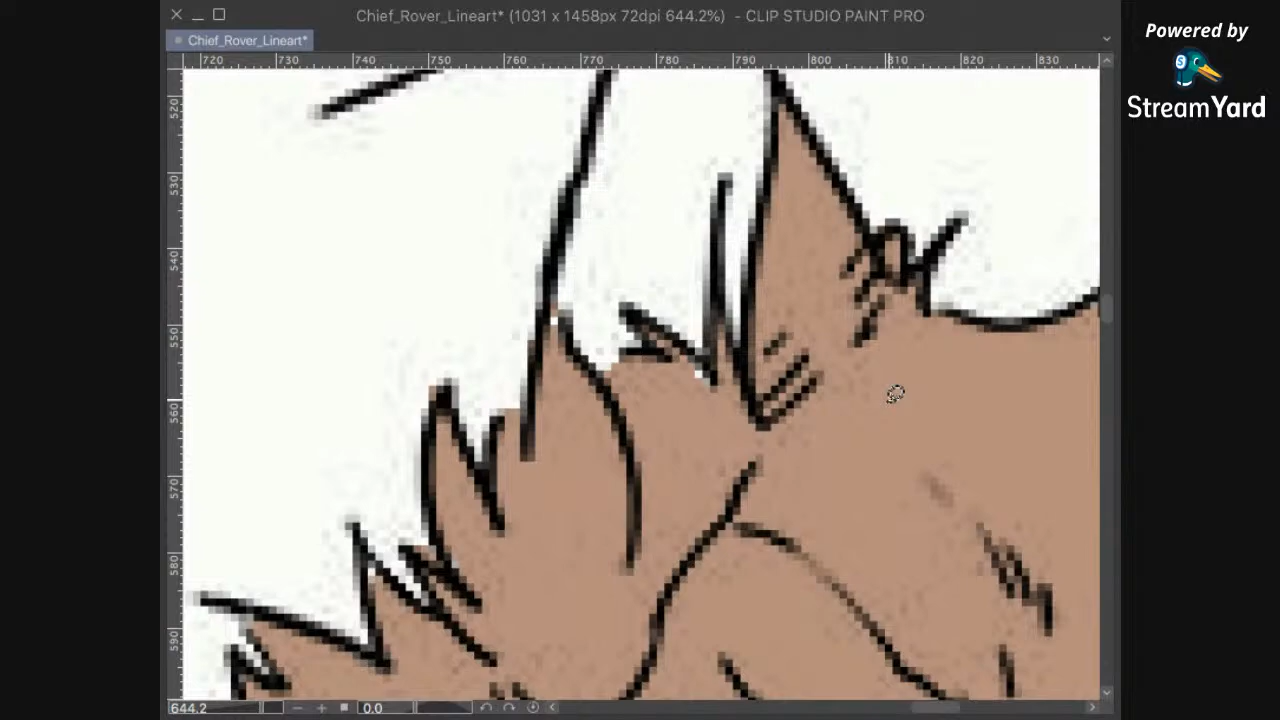 Chief_Rover_Lineart* (1031 x 1458px 72dpi 644.2%) - CLIP STUDIO PAINT PRO
Chief_Rover_Lineart*
720 730 740 750 760 770 780 790 800 810 820 830
520
530
540
550
560
570
580
590
644.2 0.0
Powered by
StreamYard